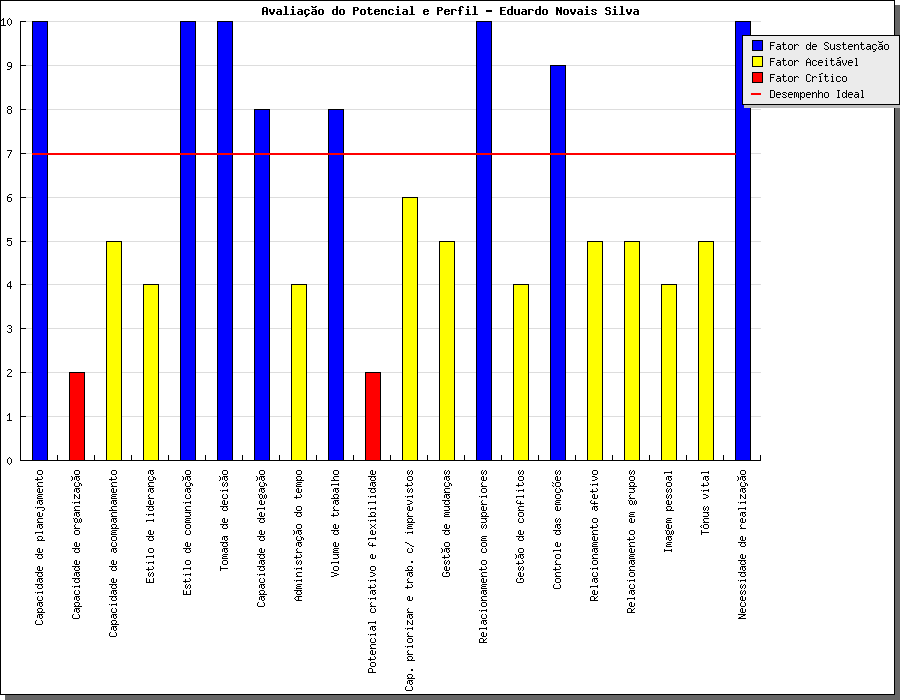 Avaliação do Potencial e Perfil - Eduardo Novais Silva
Fator de Sustentação
Fator Aceitável
Fator Crítico
Desempenho Ideal
10
9
8
7
6
5
4
3
2
1
0
Capacidade de planejamento
Capacidade de organização
Capacidade de acompanhamento
Estilo de liderança
Estilo de comunicação
Tomada de decisão
Capacidade de delegação
Administração do tempo
Volume de trabalho
Potencial criativo e flexibilidade
Cap. priorizar e trab. c/ imprevistos
Gestão de mudanças
Relacionamento com superiores
Gestão de conflitos
Controle das emoções
Relacionamento afetivo
Relacionamento em grupos
Imagem pessoal
Tônus vital
Necessidade de realização